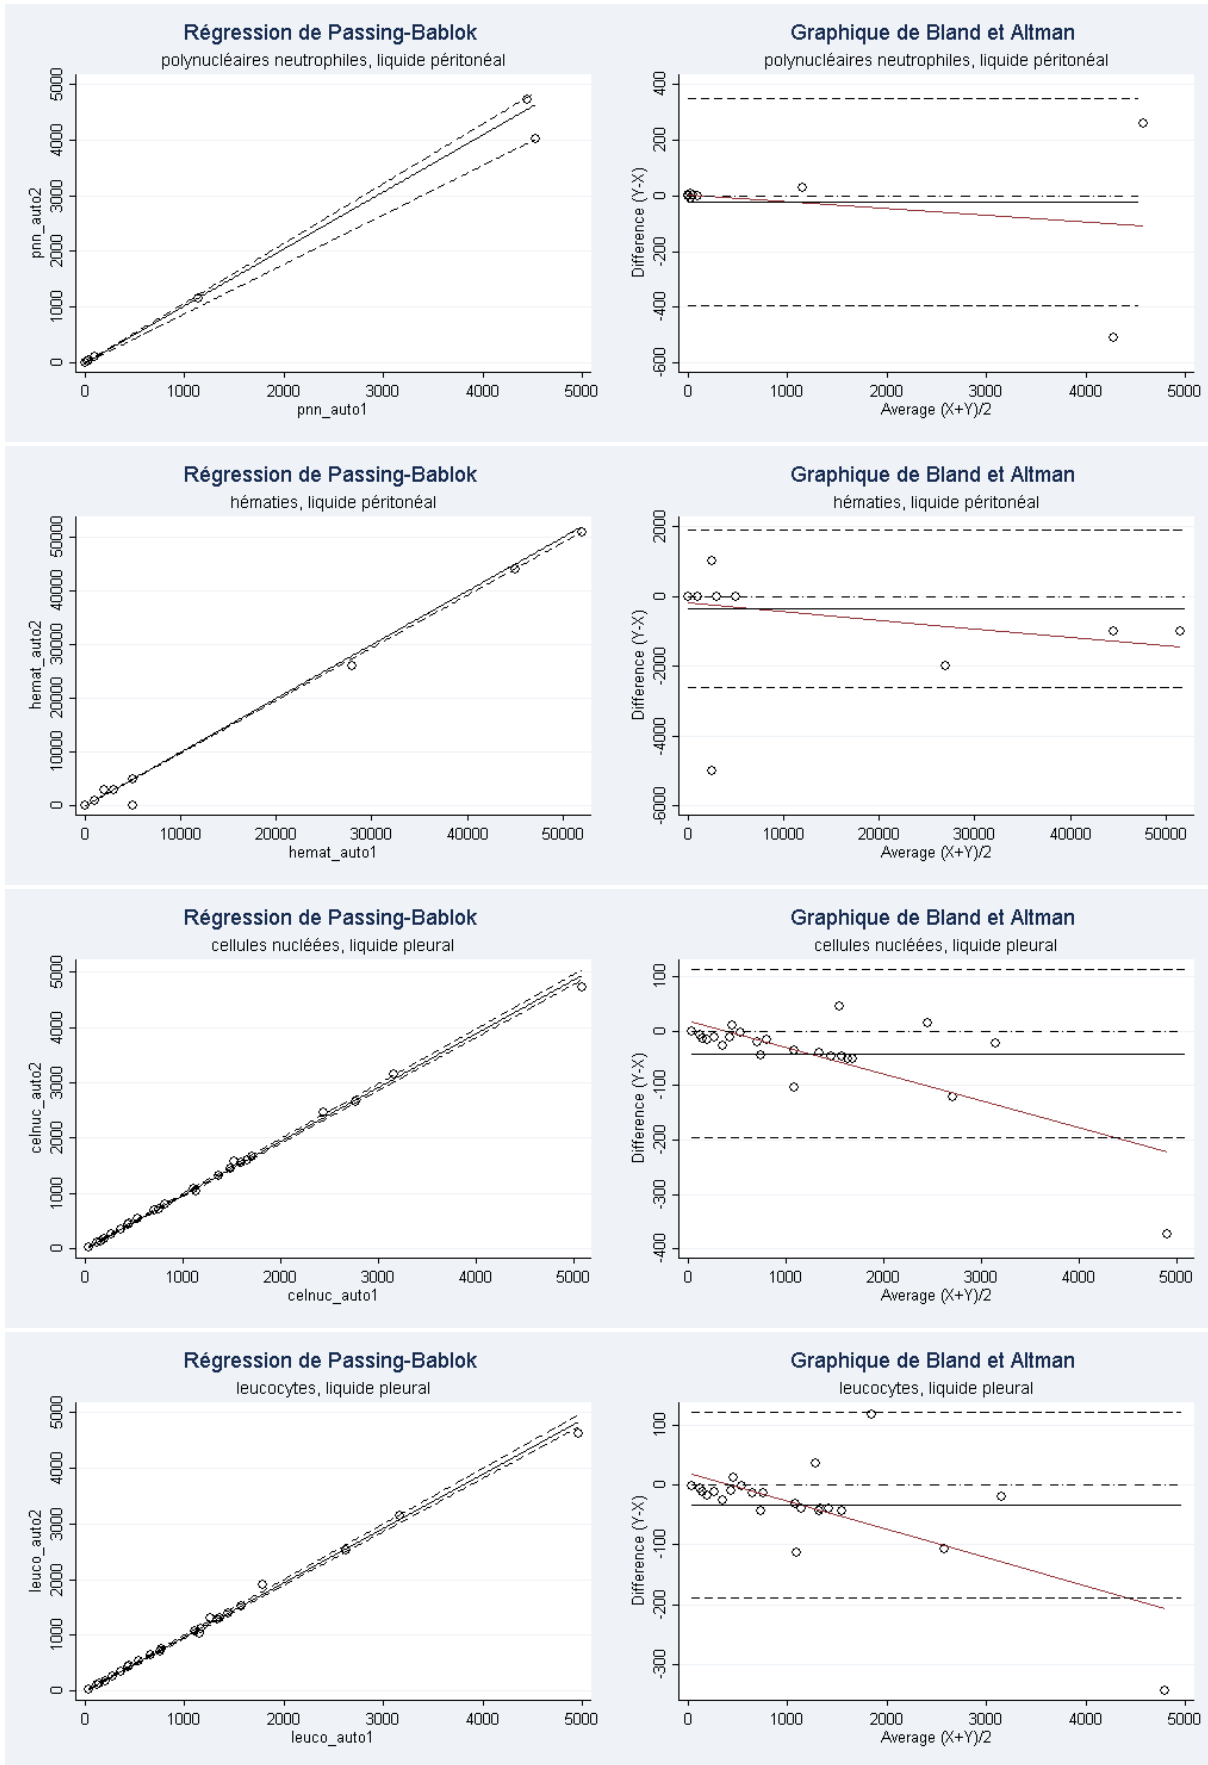 Régression de Passing-Bablok
polynucléaires neutrophiles, liquide péritonéal
pnn_auto2
5000
4000
3000
2000
1000
0
0 1000 2000 3000 4000 5000
pnn_auto1
Graphique de Bland et Altman
polynucléaires neutrophiles, liquide péritonéal
Difference (Y-X)
400
200
0
-200
-400
-600
0 1000 2000 3000 4000 5000
Average (X+Y)/2
Régression de Passing-Bablok
hématies, liquide péritonéal
hemat_auto2
50000
40000
30000
20000
10000
0
0 10000 20000 30000 40000 50000
hemat_auto1
Graphique de Bland et Altman
hématies, liquide péritonéal
Difference (Y-X)
2000
0
-2000
-4000
-6000
0 10000 20000 30000 40000 50000
Average (X+Y)/2
Régression de Passing-Bablok
cellules nucléées, liquide pleural
celnuc_auto2
5000
4000
3000
2000
1000
0
0 1000 2000 3000 4000 5000
celnuc_auto1
Graphique de Bland et Altman
cellules nucléées, liquide pleural
Difference (Y-X)
100
0
-100
-200
-300
-400
0 1000 2000 3000 4000 5000
Average (X+Y)/2
Régression de Passing-Bablok
leucocytes, liquide pleural
leuco_auto2
5000
4000
3000
2000
1000
0
0 1000 2000 3000 4000 5000
leuco_auto1
Graphique de Bland et Altman
leucocytes, liquide pleural
Difference (Y-X)
100
0
-100
-200
-300
0 1000 2000 3000 4000 5000
Average (X+Y)/2